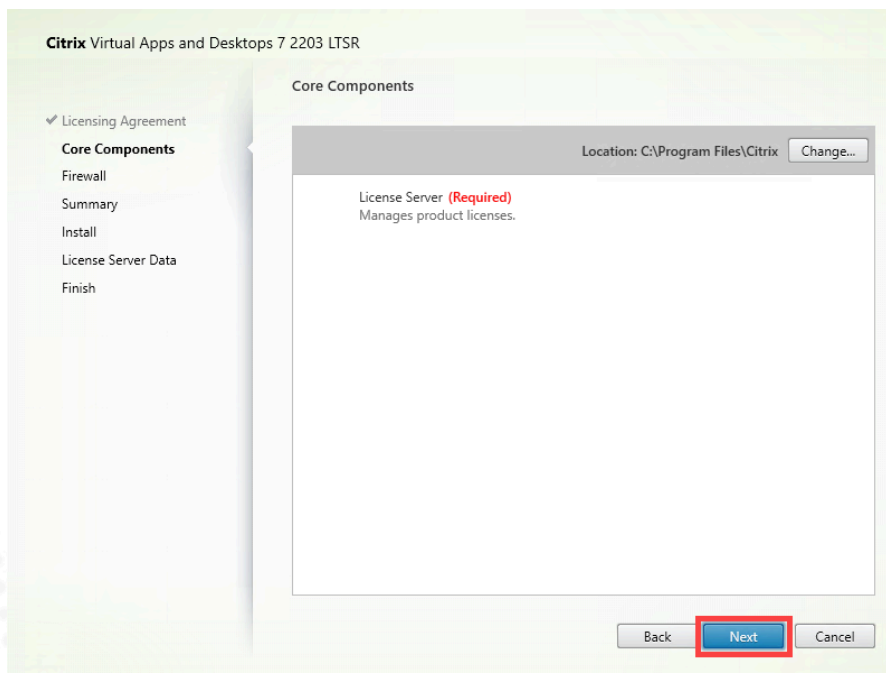 Citrix Virtual Apps and Desktops 7 2203 LTSR
Core Components
Licensing Agreement
Core Components
Firewall
Summary
Install
License Server Data
Finish
Location: C:\Program Files\Citrix
Change...
License Server (Required)
Manages product licenses.
Back
Next
Cancel